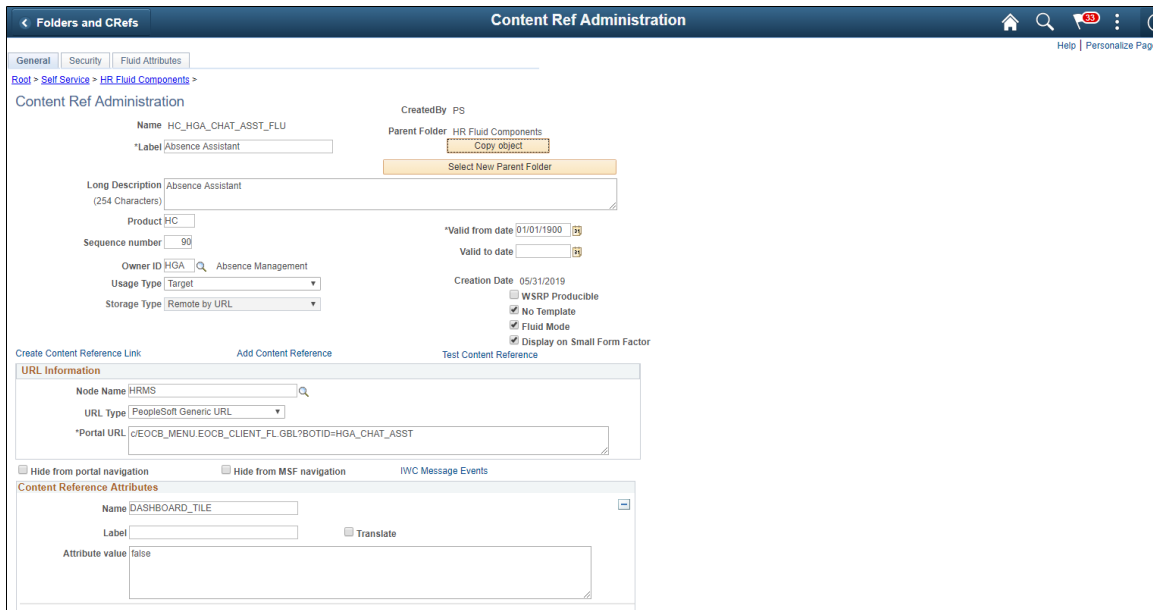 Folders and CRefs
Content Ref Administration
33
Help | Personalize Pag
General
Security
Fluid Attributes
Root > Self Service > HR Fluid Components >
Content Ref Administration
CreatedBy PS
Name HC_HGA_CHAT_ASST_FLU
Parent Folder HR Fluid Components
*Label Absence Assistant
Copy object
Select New Parent Folder
Long Description Absence Assistant
(254 Characters)
Product HC
*Valid from date 01/01/1900
Sequence number 90
Valid to date
Owner ID HGA Absence Management
Creation Date 05/31/2019
Usage Type Target
WSRP Producible
Storage Type Remote by URL
No Template
Fluid Mode
Display on Small Form Factor
Create Content Reference Link
Add Content Reference
Test Content Reference
URL Information
Node Name HRMS
URL Type PeopleSoft Generic URL
*Portal URL c/EOCB_MENU.EOCB_CLIENT_FL.GBL?BOTID=HGA_CHAT_ASST
Hide from portal navigation
Hide from MSF navigation
IWC Message Events
Content Reference Attributes
Name DASHBOARD_TILE
Label
Translate
Attribute value false